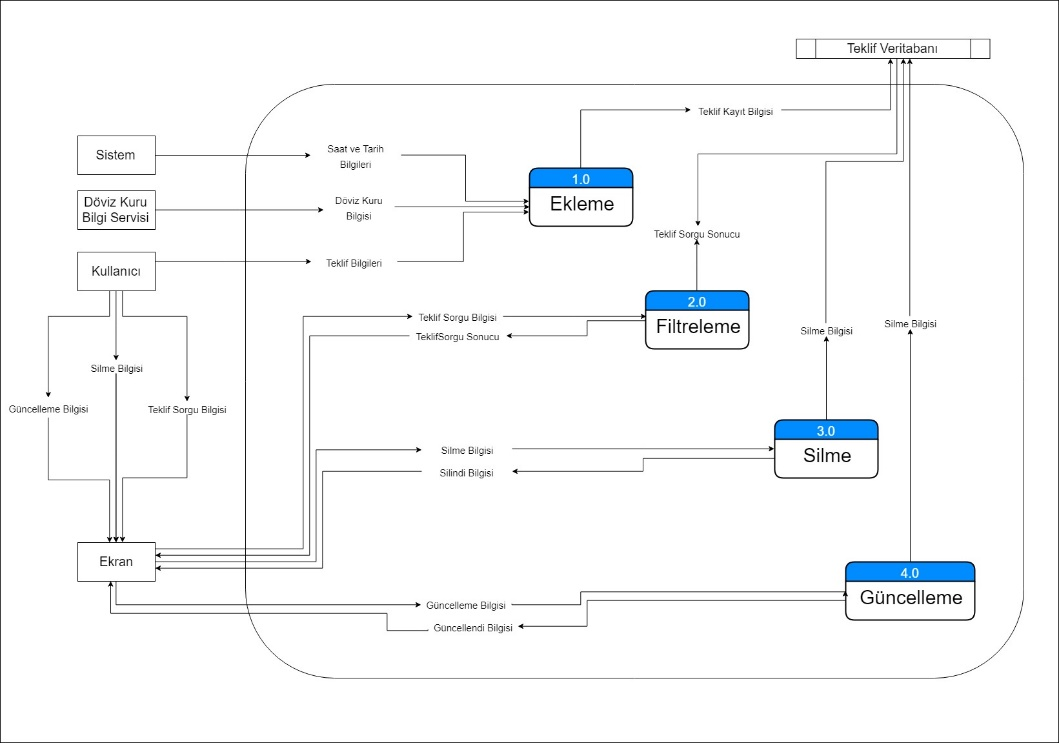 Teklif Veritabanı
Teklif Kayıt Bilgisi
Sistem
Saat ve Tarih
Bilgileri
1.0
Ekleme
Döviz Kuru
Bilgi Servisi
Döviz Kuru
Bilgisi
Teklif Sorgu Sonucu
Kullanıcı
Teklif Bilgileri
2.0
Filtreleme
Teklif Sorgu Bilgisi
TeklifSorgu Sonucu
Silme Bilgisi
Silme Bilgisi
Silme Bilgisi
Güncelleme Bilgisi
Teklif Sorgu Bilgisi
3.0
Silme
Silme Bilgisi
Silindi Bilgisi
Ekran
4.0
Güncelleme
Güncelleme Bilgisi
Güncellendi Bilgisi